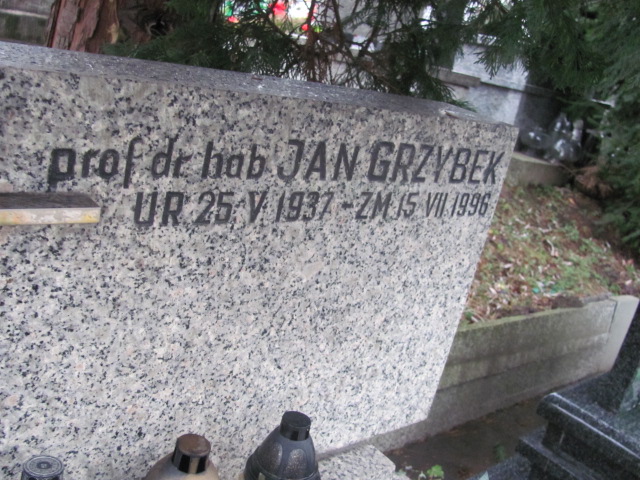 prof dr hab JAN GRZYBEK
UR 25 V 1937 - ZM 15 VII 1996